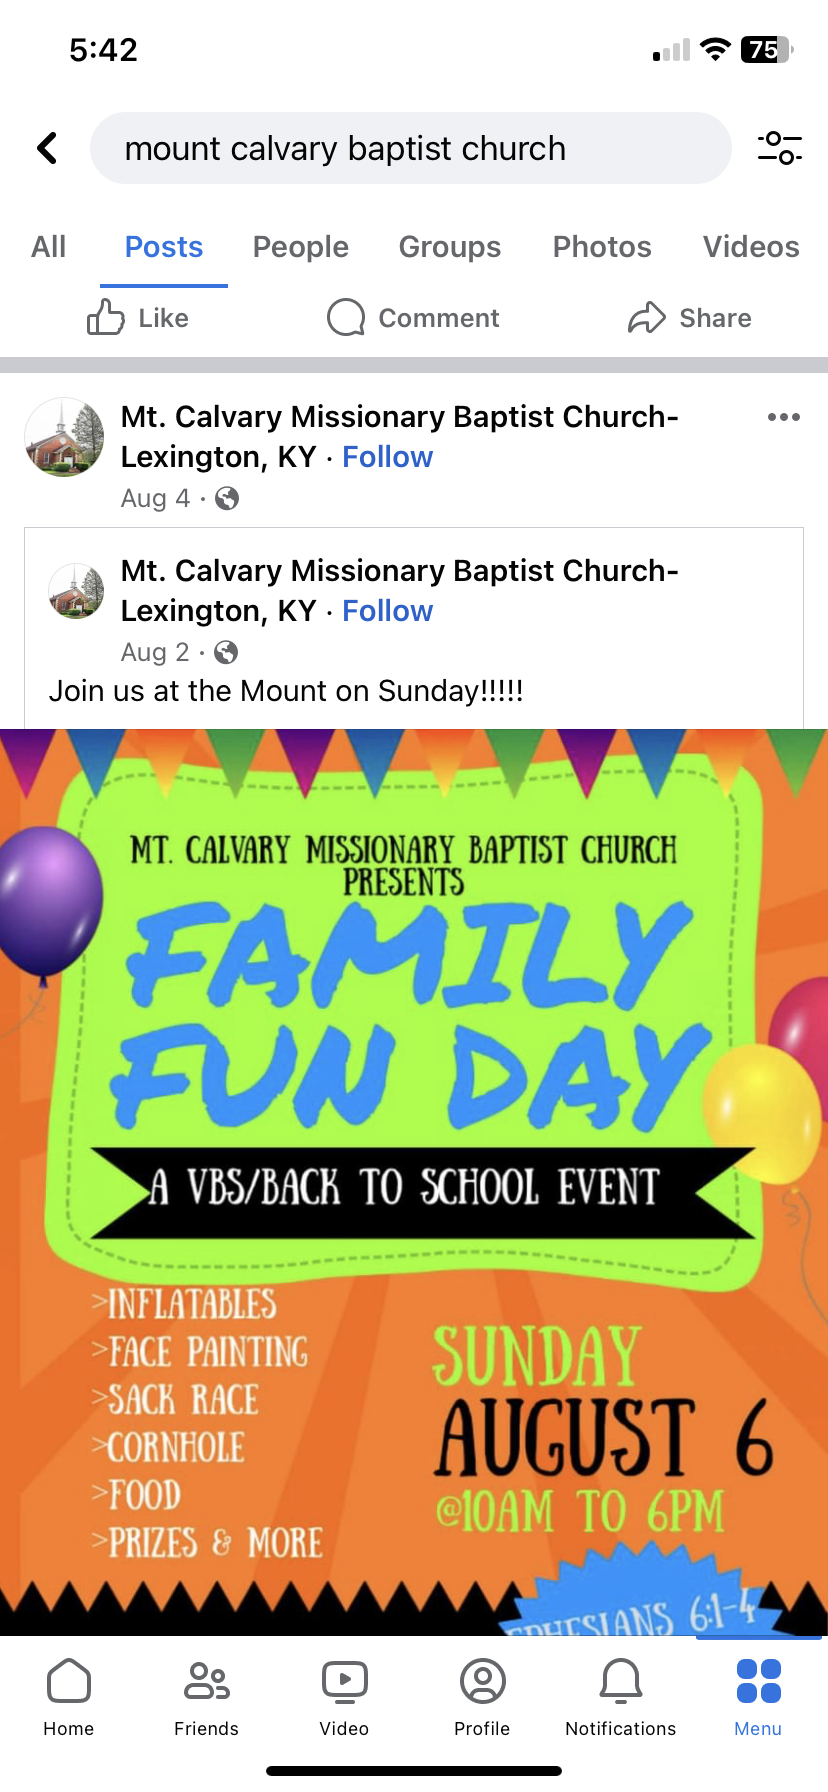 5:42
75
mount calvary baptist church
All Posts People Groups Photos Videos
Like Comment Share
Mt. Calvary Missionary Baptist Church-
Lexington, KY · Follow
Aug 4 ·
Mt. Calvary Missionary Baptist Church-
Lexington, KY · Follow
Aug 2 ·
Join us at the Mount on Sunday!!!!!
MT. CALVARY MISSIONARY BAPTIST CHURCH
PRESENTS
FAMILY
FUN DAY
A VBS/BACK TO SCHOOL EVENT
>INFLATABLES
>FACE PAINTING
>SACK RACE
>CORNHOLE
>FOOD
>PRIZES & MORE
SUNDAY
AUGUST 6
@10AM TO 6PM
EPHESIANS 6:1-4
Home Friends Video Profile Notifications Menu